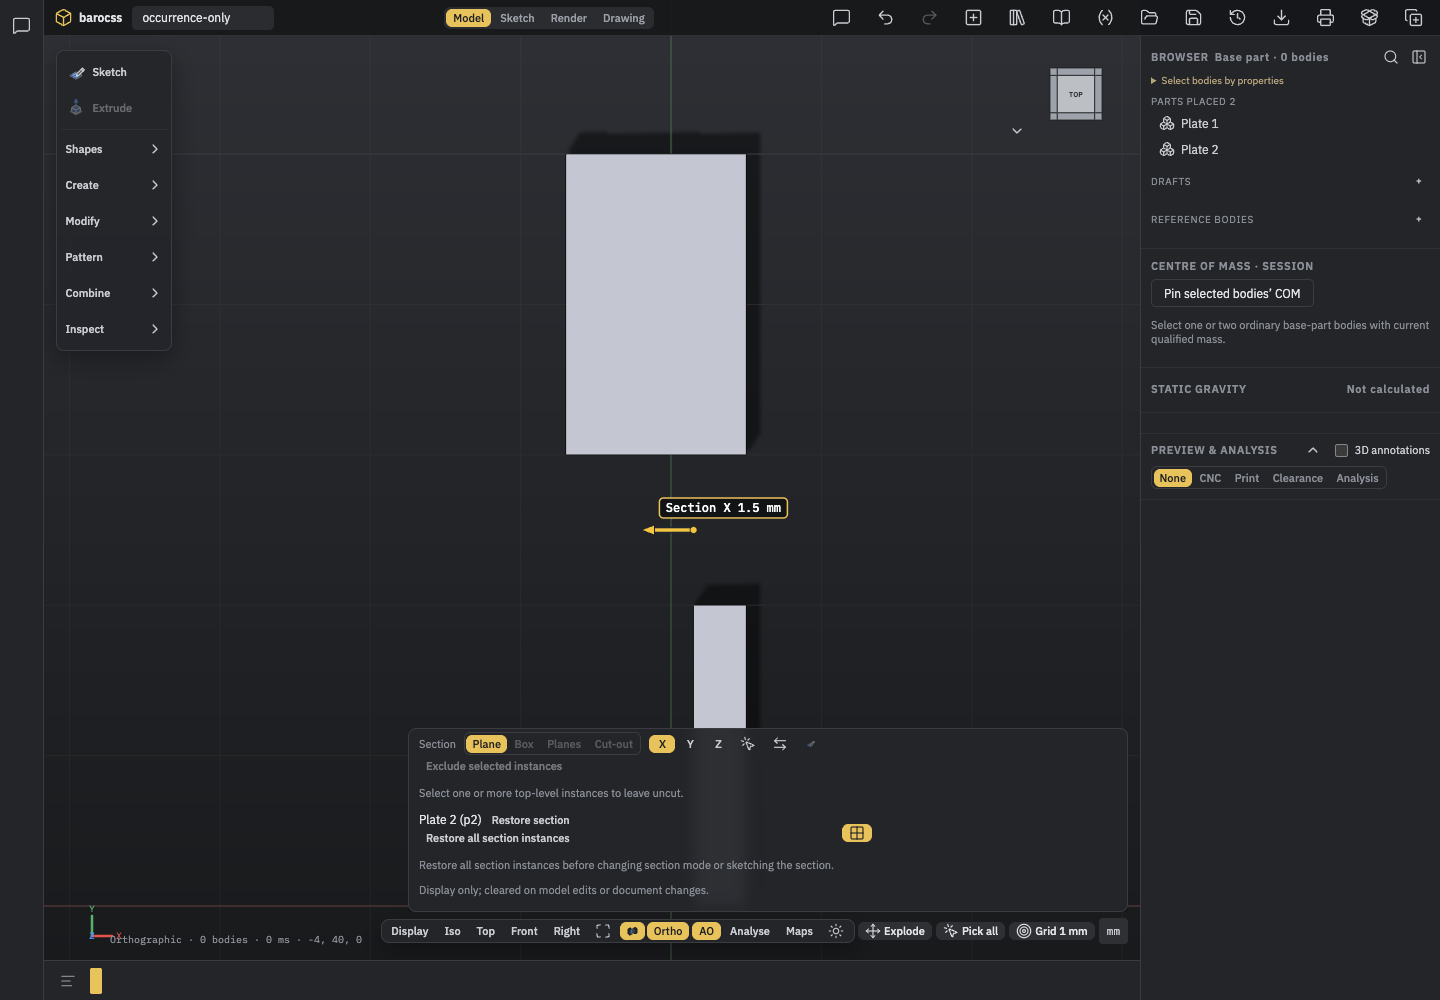 barocss
occurrence-only
Model Sketch Render Drawing
Sketch
Extrude
Shapes
Create
Modify
Pattern
Combine
Inspect
TOP
Section X 1.5 mm
BROWSER Base part · 0 bodies
Select bodies by properties
PARTS PLACED 2
Plate 1
Plate 2
DRAFTS +
REFERENCE BODIES +
CENTRE OF MASS · SESSION
Pin selected bodies’ COM
Select one or two ordinary base-part bodies with current
qualified mass.
STATIC GRAVITY Not calculated
PREVIEW & ANALYSIS 3D annotations
None CNC Print Clearance Analysis
Section Plane Box Planes Cut-out X Y Z
Exclude selected instances
Select one or more top-level instances to leave uncut.
Plate 2 (p2) Restore section
Restore all section instances
Restore all section instances before changing section mode or sketching the section.
Display only; cleared on model edits or document changes.
Y
X
Z
Orthographic · 0 bodies · 0 ms · -4, 40, 0
Display Iso Top Front Right Ortho AO Analyse Maps Explode Pick all Grid 1 mm mm